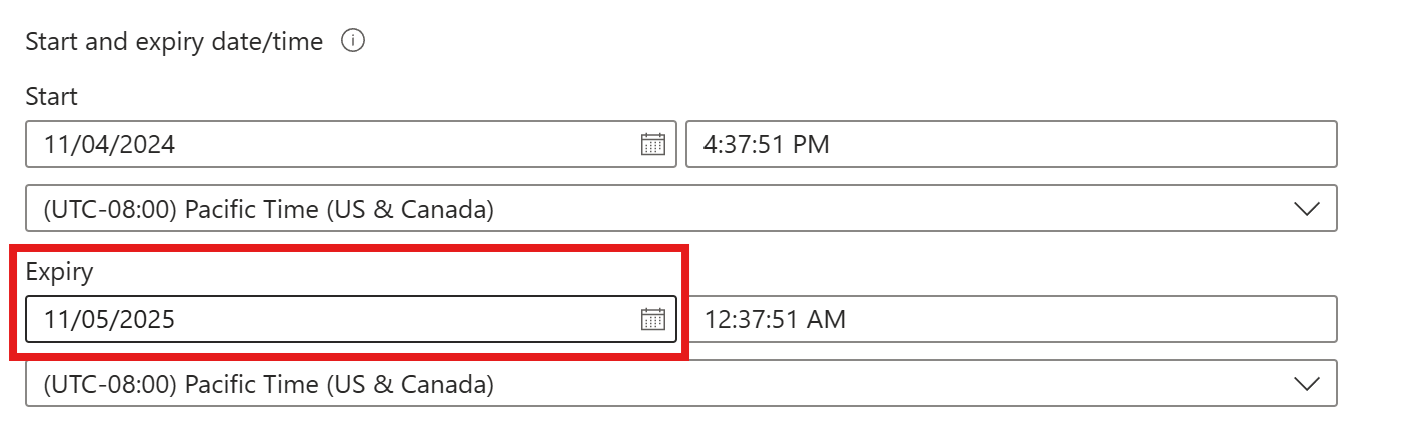 Start and expiry date/time
Start
11/04/2024 4:37:51 PM
(UTC-08:00) Pacific Time (US & Canada)
Expiry
11/05/2025 12:37:51 AM
(UTC-08:00) Pacific Time (US & Canada)